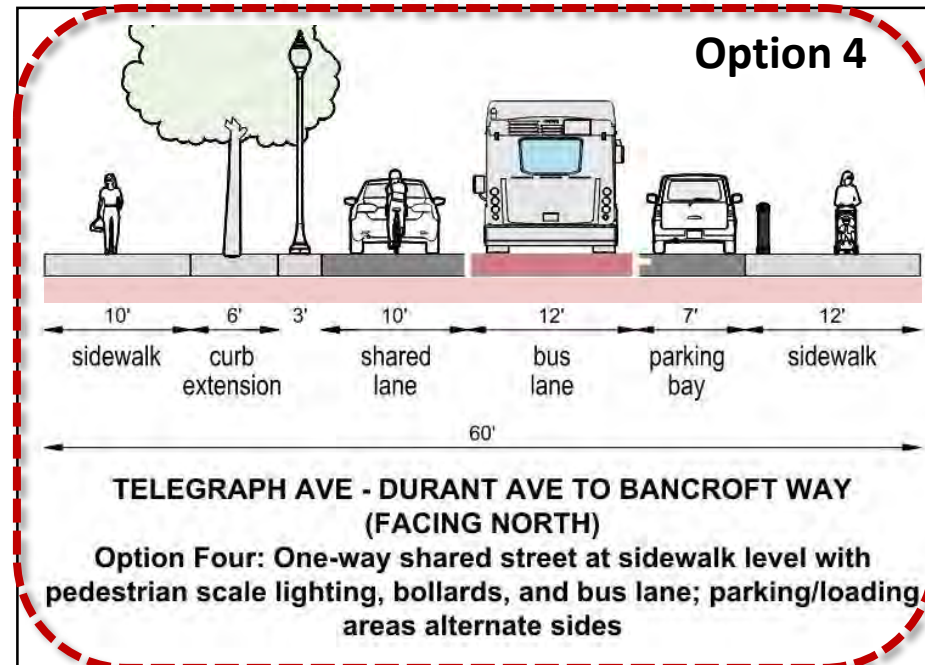 Option 4
10' 6' 3' 10' 12' 7' 12'
sidewalk curb extension shared lane bus lane parking bay sidewalk
60'
TELEGRAPH AVE - DURANT AVE TO BANCROFT WAY
(FACING NORTH)
Option Four: One-way shared street at sidewalk level with
pedestrian scale lighting, bollards, and bus lane; parking/loading
areas alternate sides